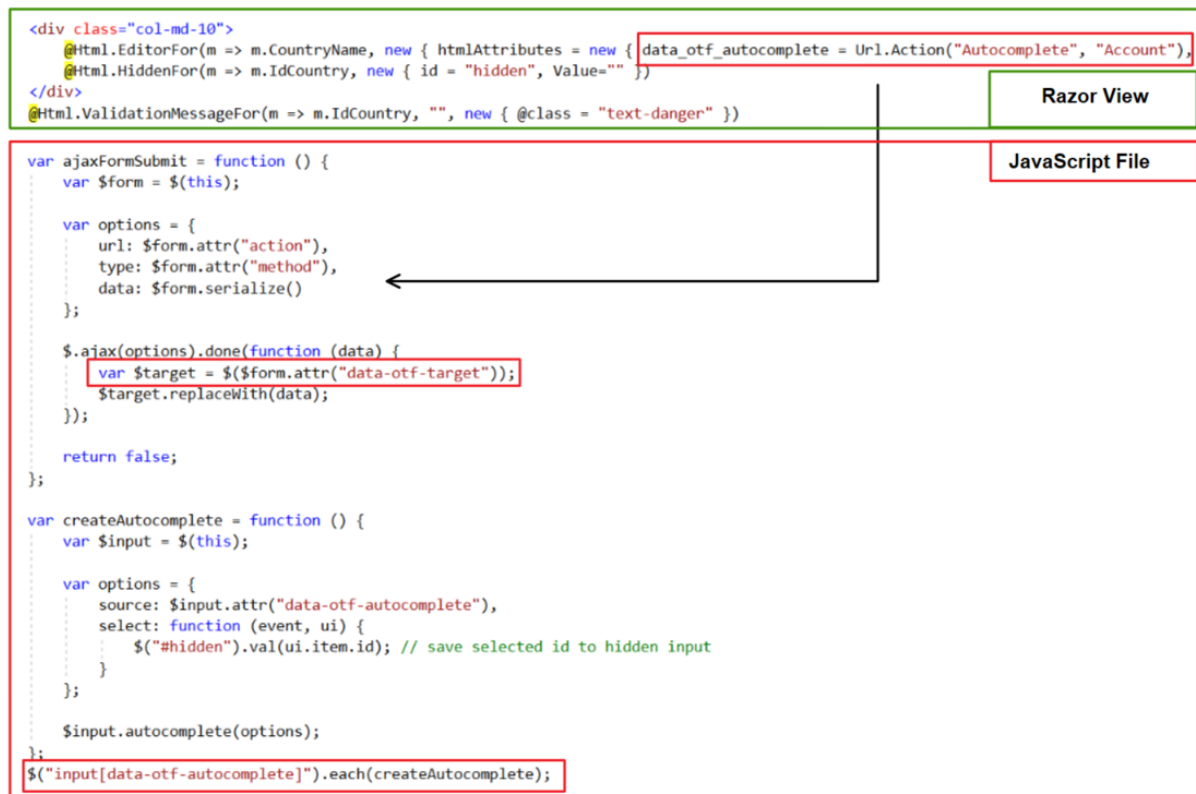 <div class="col-md-10">
@Html.EditorFor(m => m.CountryName, new { htmlAttributes = new { data_otf_autocomplete = Url.Action("Autocomplete", "Account"),
@Html.HiddenFor(m => m.IdCountry, new { id = "hidden", Value="" })
</div>
@Html.ValidationMessageFor(m => m.IdCountry, "", new { @class = "text-danger" })
Razor View
JavaScript File
var ajaxFormSubmit = function () {
var $form = $(this);
var options = {
url: $form.attr("action"),
type: $form.attr("method"),
data: $form.serialize()
};
$.ajax(options).done(function (data) {
var $target = $($form.attr("data-otf-target"));
$target.replaceWith(data);
});
return false;
};
var createAutocomplete = function () {
var $input = $(this);
var options = {
source: $input.attr("data-otf-autocomplete"),
select: function (event, ui) {
$("#hidden").val(ui.item.id); // save selected id to hidden input
}
};
$input.autocomplete(options);
};
$("input[data-otf-autocomplete]").each(createAutocomplete);